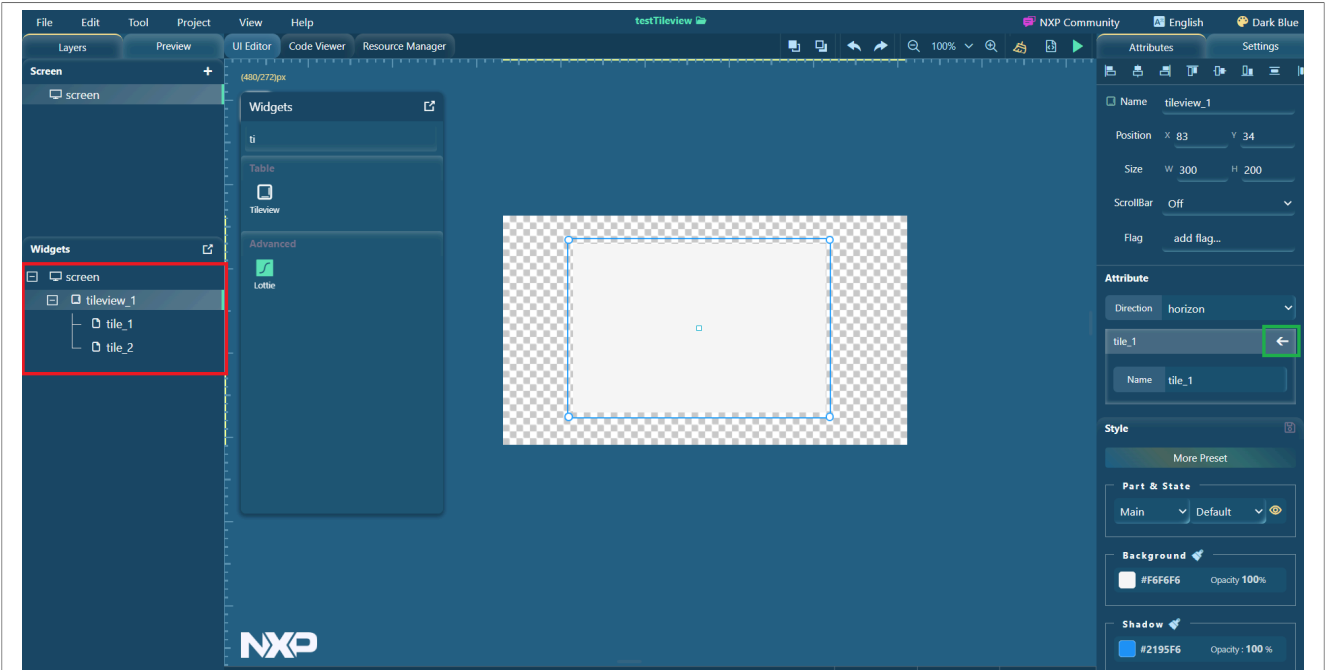 File Edit Tool Project View Help testTileview NXP Community English Dark Blue
Layers Preview UI Editor Code Viewer Resource Manager 100% Attributes Settings
Screen +
screen
(480/272)px
Widgets
ti
Table
Tileview
Advanced
Lottie
Widgets
screen
tileview_1
tile_1
tile_2
NXP
Name tileview_1
Position X 83 Y 34
Size W 300 H 200
ScrollBar Off
Flag add flag...
Attribute
Direction horizon
tile_1
Name tile_1
Style
More Preset
Part & State
Main Default
Background
#F6F6F6 Opacity 100%
Shadow
#2195F6 Opacity : 100 %